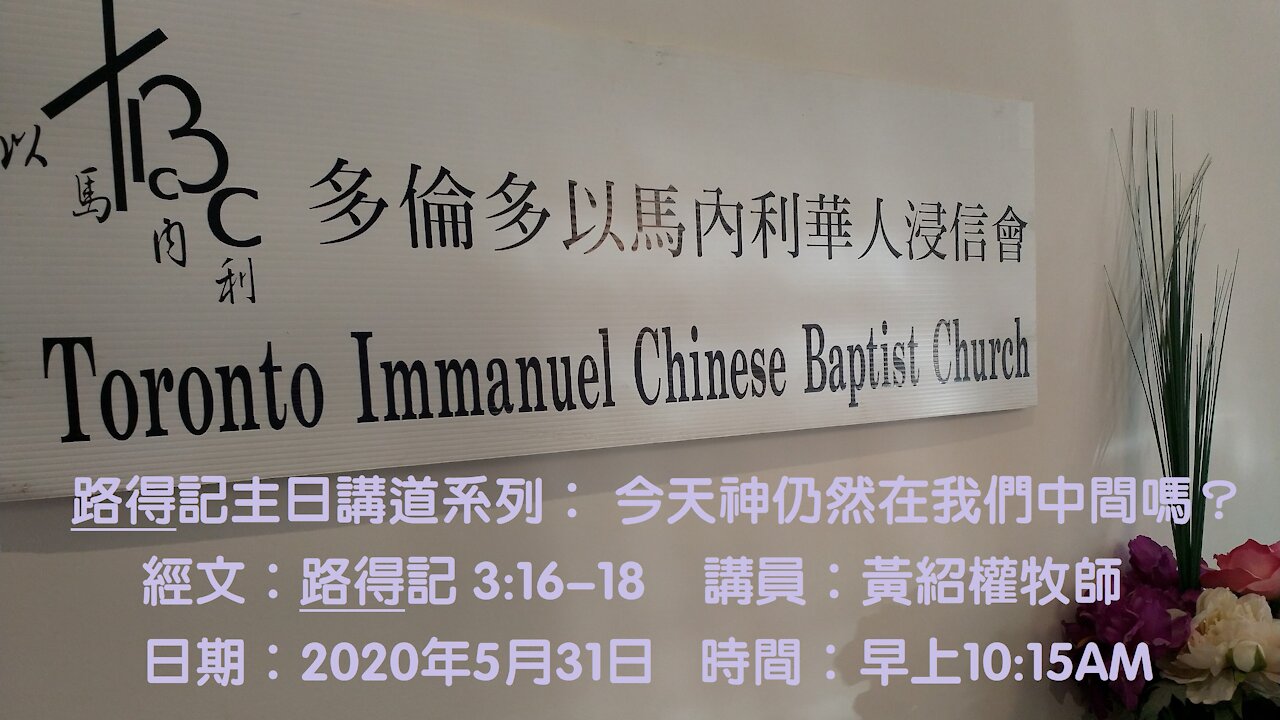 TIBCC
以馬內利
多倫多以馬內利華人浸信會
Toronto Immanuel Chinese Baptist Church
路得記主日講道系列： 今天神仍然在我們中間嗎？
經文：路得記 3:16-18 講員：黃紹權牧師
日期：2020年5月31日 時間：早上10:15AM